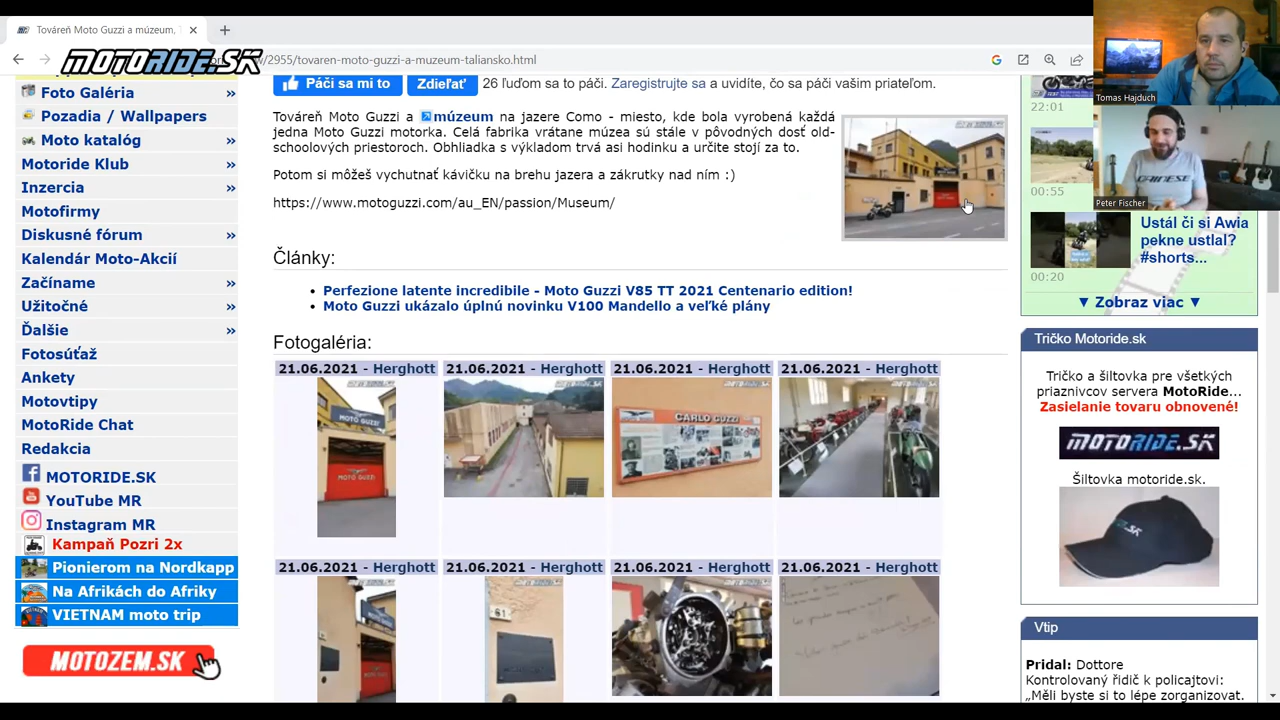 Továreň Moto Guzzi a múzeum,
MOTORIDE.SK
/2955/tovaren-moto-guzzi-a-muzeum-taliansko.html
Foto Galéria »
Pozadia / Wallpapers »
Moto katalóg »
Motoride Klub »
Inzercia »
Motofirmy
Diskusné fórum »
Kalendár Moto-Akcií
Začíname »
Užitočné »
Ďalšie »
Fotosúťaž
Ankety
Motovtipy
MotoRide Chat
Redakcia
MOTORIDE.SK
YouTube MR
Instagram MR
Kampaň Pozri 2x
Pionierom na Nordkapp
Na Afrikách do Afriky
VIETNAM moto trip
MOTOZEM.SK
Páči sa mi to Zdieľať 26 ľuďom sa to páči. Zaregistrujte sa a uvidíte, čo sa páči vašim priateľom.
Továreň Moto Guzzi a múzeum na jazere Como - miesto, kde bola vyrobená každá
jedna Moto Guzzi motorka. Celá fabrika vrátane múzea sú stále v pôvodných dosť old-
schoolových priestoroch. Obhliadka s výkladom trvá asi hodinku a určite stojí za to.
Potom si môžeš vychutnať kávičku na brehu jazera a zákrutky nad ním :)
https://www.motoguzzi.com/au_EN/passion/Museum/
Články:
• Perfezione latente incredibile - Moto Guzzi V85 TT 2021 Centenario edition!
• Moto Guzzi ukázalo úplnú novinku V100 Mandello a veľké plány
Fotogaléria:
21.06.2021 - Herghott 21.06.2021 - Herghott 21.06.2021 - Herghott 21.06.2021 - Herghott
MOTO GUZZI
MOTO GUZZI
CARLO GUZZI
21.06.2021 - Herghott 21.06.2021 - Herghott 21.06.2021 - Herghott 21.06.2021 - Herghott
61
Tomas Hajduch
DAINESE
Peter Fischer
22:01
00:55
Ustál či si Awia
pekne ustlal?
#shorts...
00:20
▼ Zobraz viac ▼
Tričko Motoride.sk
Tričko a šiltovka pre všetkých
priaznivcov servera MotoRide...
Zasielanie tovaru obnovené!
MOTORIDE.SK
Šiltovka motoride.sk.
Vtip
Pridal: Dottore
Kontrolovaný řidič k policajtovi:
„Měli byste si to lépe zorganizovat.